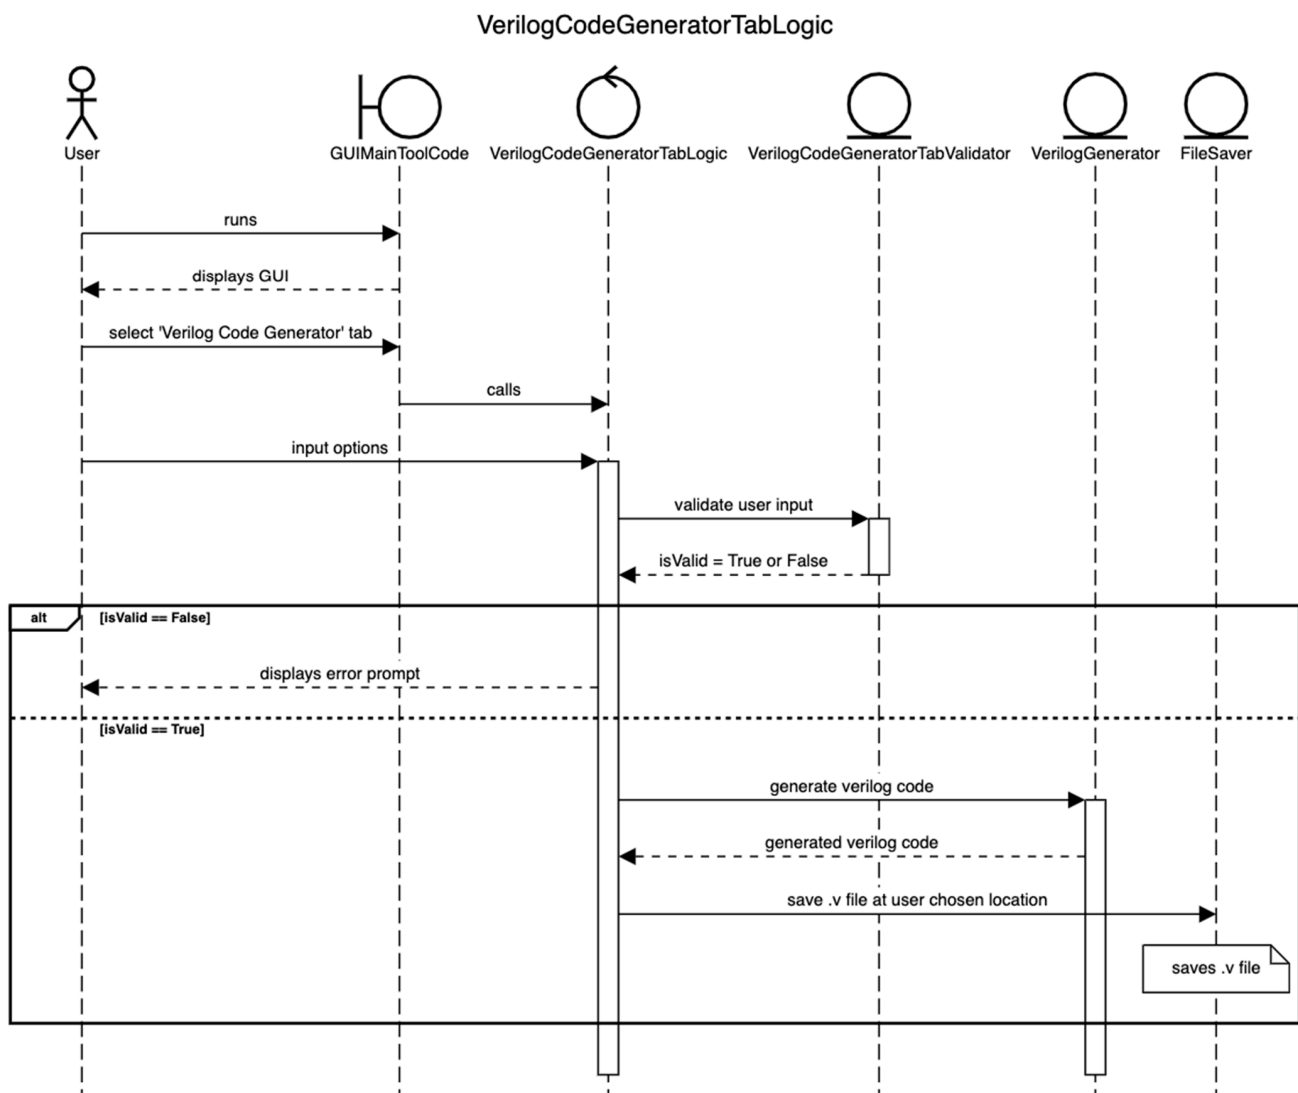 VerilogCodeGeneratorTabLogic
User
GUIMainToolCode
VerilogCodeGeneratorTabLogic
VerilogCodeGeneratorTabValidator
VerilogGenerator
FileSaver
runs
displays GUI
select 'Verilog Code Generator' tab
calls
input options
validate user input
isValid = True or False
alt
[isValid == False]
displays error prompt
[isValid == True]
generate verilog code
generated verilog code
save .v file at user chosen location
saves .v file